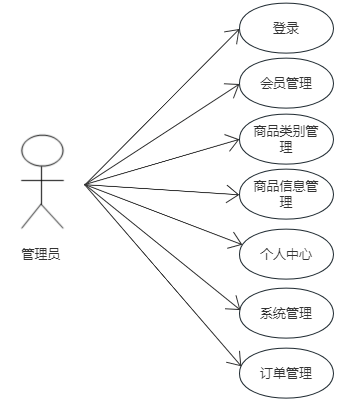 登录
会员管理
商品类别管
理
商品信息管
理
管理员
个人中心
系统管理
订单管理